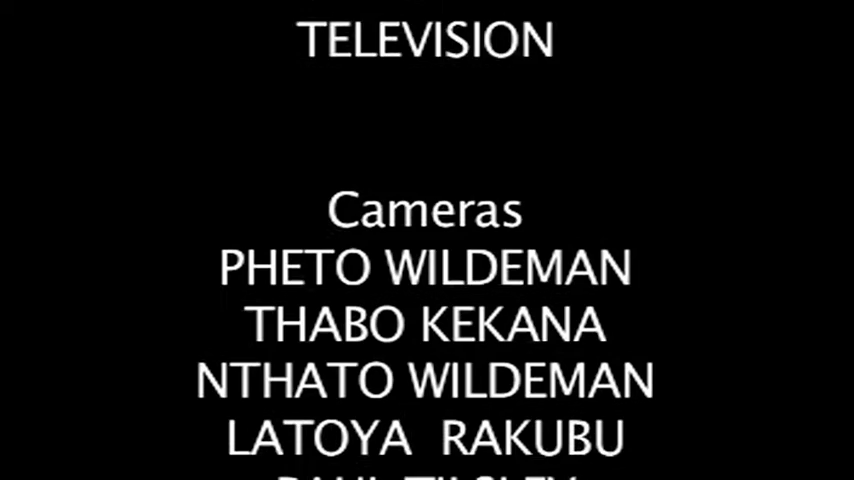 TELEVISION
Cameras
PHETO WILDEMAN
THABO KEKANA
NTHATO WILDEMAN
LATOYA RAKUBU